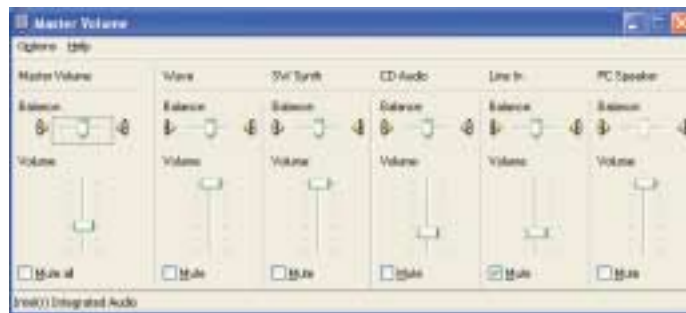 Master Volume
Options Help
Master Volume Wave SW Synth CD Audio Line In PC Speaker
Balance Balance Balance Balance Balance Balance
Volume Volume Volume Volume Volume Volume
Mute all Mute Mute Mute Mute Mute
Intel(r) Integrated Audio